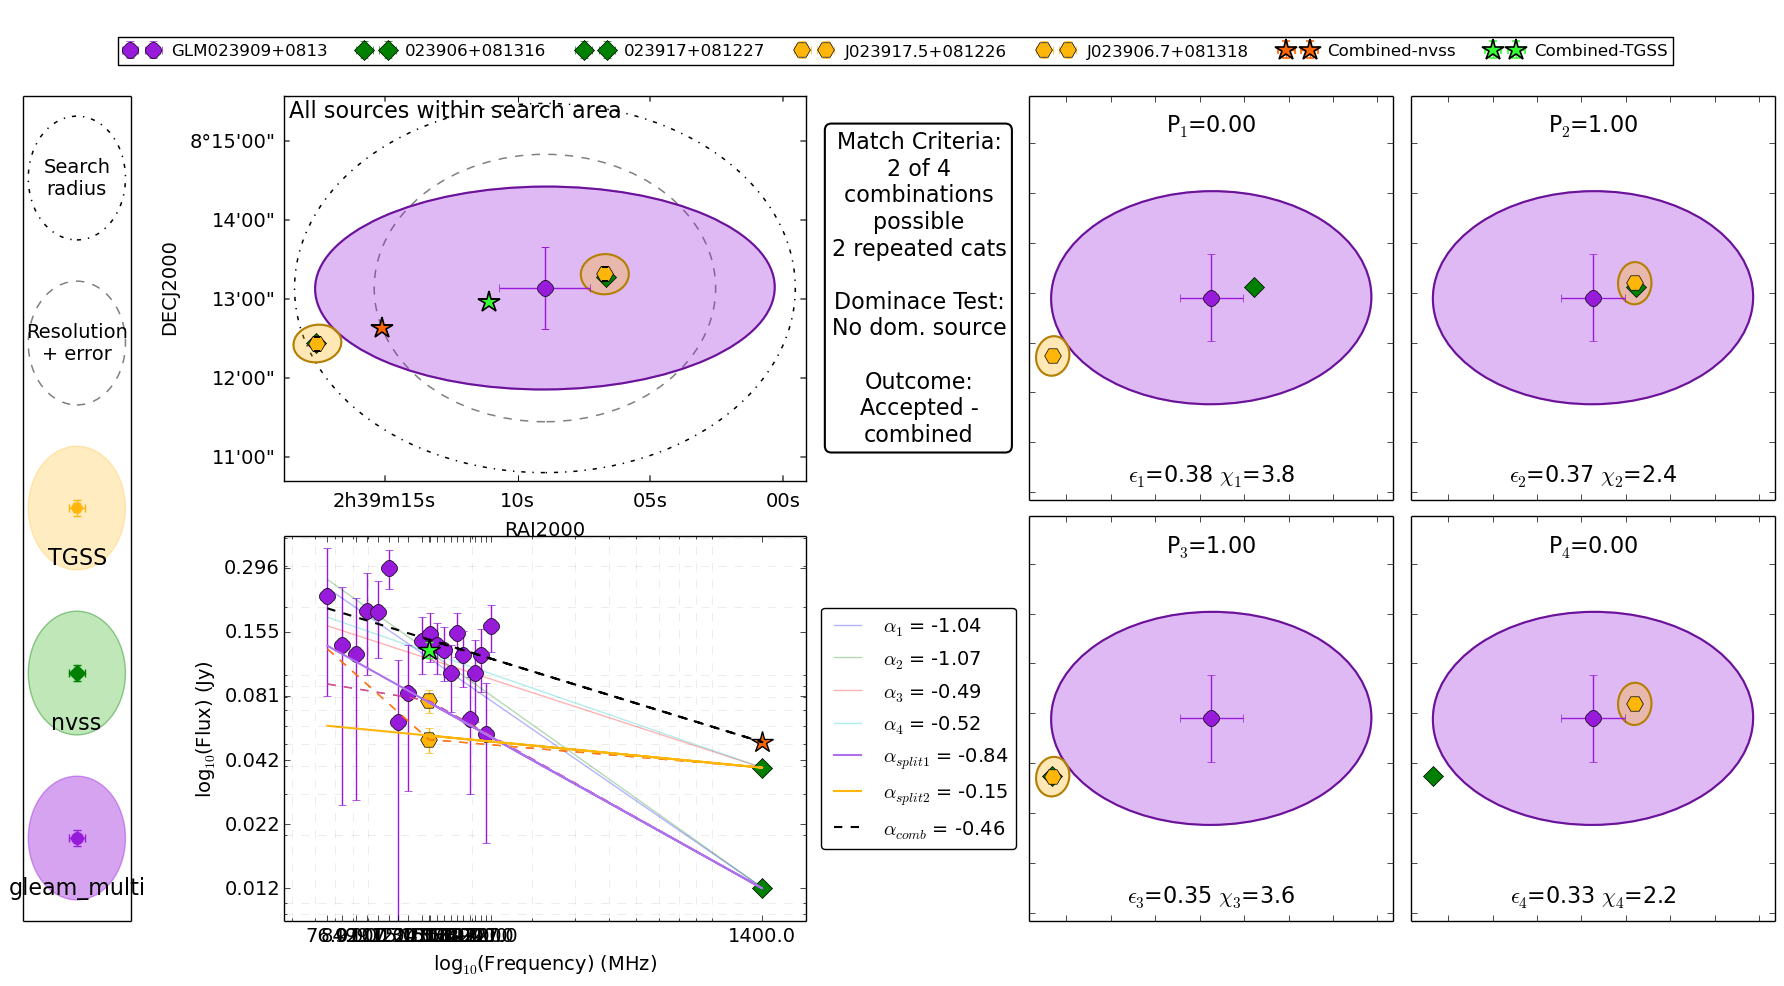 GLM023909+0813 023906+081316 023917+081227 J023917.5+081226 J023906.7+081318 Combined-nvss Combined-TGSS
Search
radius
Resolution
+ error
TGSS
nvss
gleam_multi
All sources within search area
DECJ2000
8°15'00"
14'00"
13'00"
12'00"
11'00"
2h39m15s 10s 05s 00s
RAJ2000
Match Criteria:
2 of 4
combinations
possible
2 repeated cats
Dominace Test:
No dom. source
Outcome:
Accepted -
combined
P1=0.00
ϵ1=0.38 χ1=3.8
P2=1.00
ϵ2=0.37 χ2=2.4
P3=1.00
ϵ3=0.35 χ3=3.6
P4=0.00
ϵ4=0.33 χ4=2.2
log10(Flux) (Jy)
0.296
0.155
0.081
0.042
0.022
0.012
1400.0
log10(Frequency) (MHz)
α1 = -1.04
α2 = -1.07
α3 = -0.49
α4 = -0.52
αsplit1 = -0.84
αsplit2 = -0.15
αcomb = -0.46